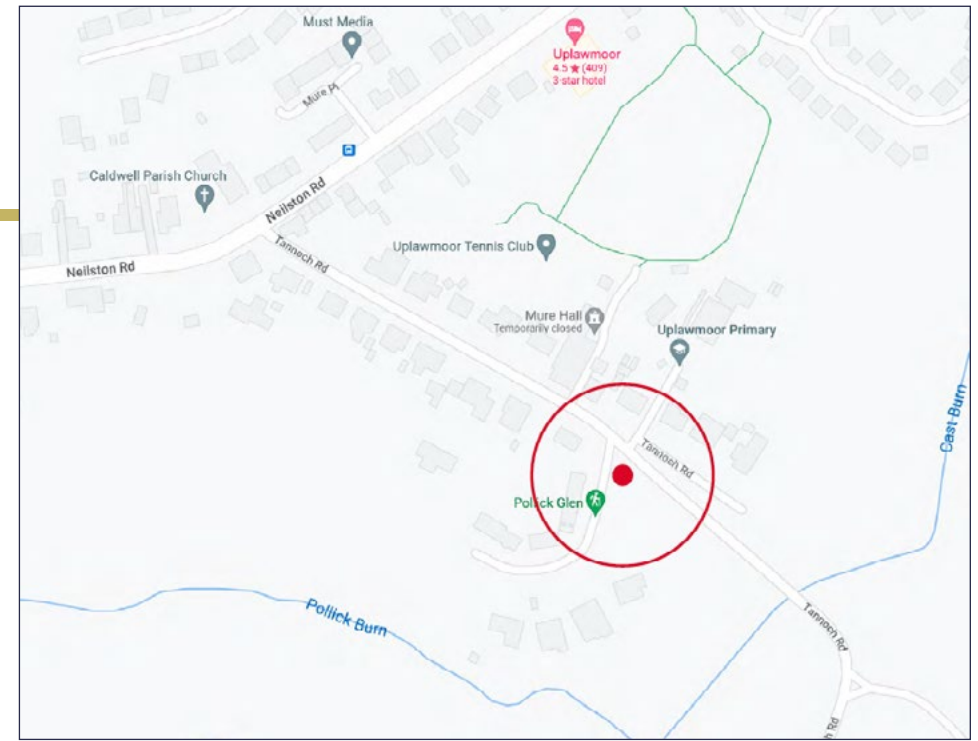 Must Media
Uplawmoor
4.5 ★ (409)
3-star hotel
Mure Pl
Caldwell Parish Church
Neilston Rd
Tannoch Rd
Uplawmoor Tennis Club
Neilston Rd
Mure Hall
Temporarily closed
Uplawmoor Primary
Cast Burn
Tannoch Rd
Pollick Glen
Pollick Burn
Tannoch Rd
h Rd